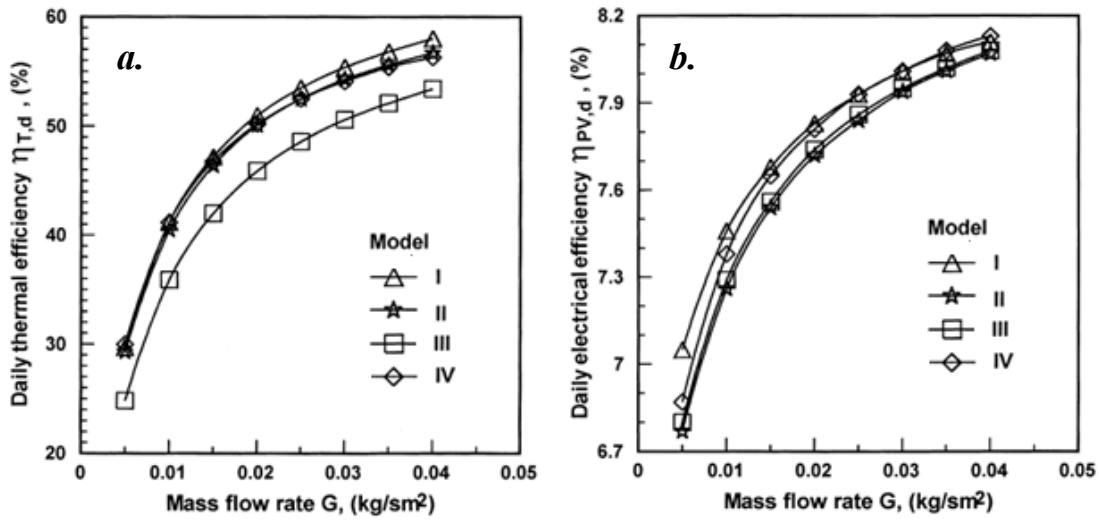 a.
Daily thermal efficiency η T,d , (%)
60
50
40
30
20
Model
I
II
III
IV
0
0.01
0.02
0.03
0.04
0.05
Mass flow rate G, (kg/sm²)
b.
Daily electrical efficiency η PV,d , (%)
8.2
7.9
7.6
7.3
7
6.7
Model
I
II
III
IV
0
0.01
0.02
0.03
0.04
0.05
Mass flow rate G, (kg/sm²)